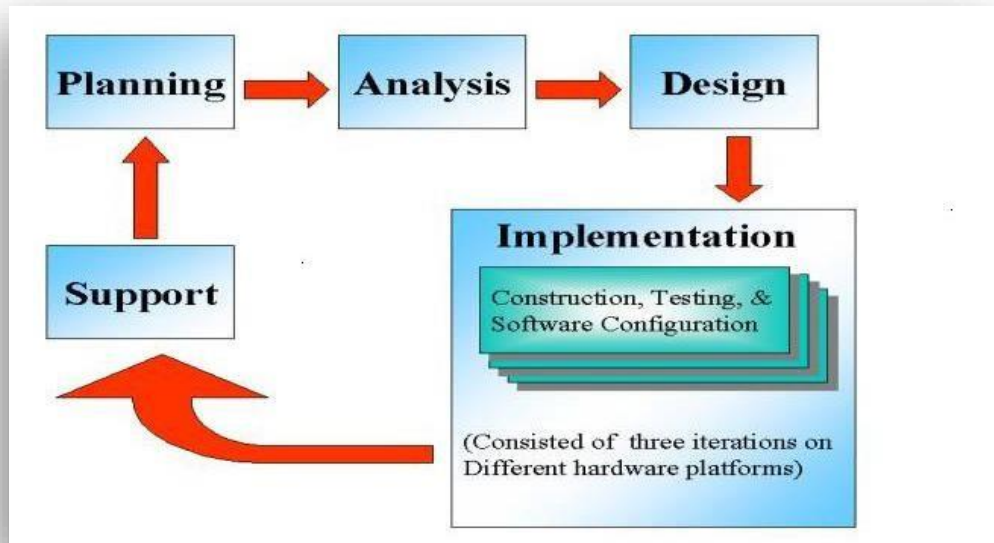 Planning
Analysis
Design
Implementation
Construction, Testing, &
Software Configuration
(Consisted of three iterations on
Different hardware platforms)
Support